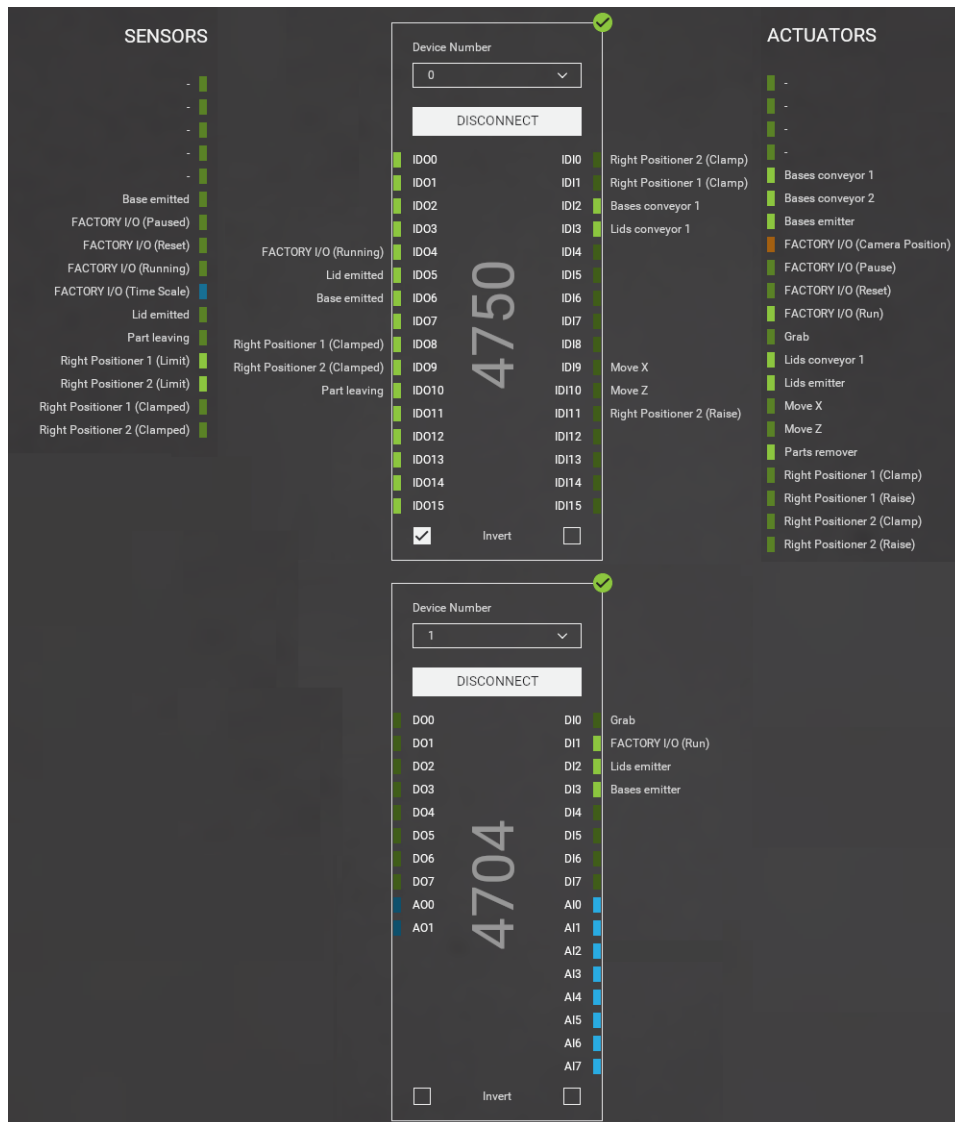 SENSORS
-
-
-
-
-
Base emitted
FACTORY I/O (Paused)
FACTORY I/O (Reset)
FACTORY I/O (Running)
FACTORY I/O (Time Scale)
Lid emitted
Part leaving
Right Positioner 1 (Limit)
Right Positioner 2 (Limit)
Right Positioner 1 (Clamped)
Right Positioner 2 (Clamped)
Device Number
0
DISCONNECT
4750
IDO0 IDI0 Right Positioner 2 (Clamp)
IDO1 IDI1 Right Positioner 1 (Clamp)
IDO2 IDI2 Bases conveyor 1
IDO3 IDI3 Lids conveyor 1
FACTORY I/O (Running) IDO4 IDI4
Lid emitted IDO5 IDI5
Base emitted IDO6 IDI6
IDO7 IDI7
Right Positioner 1 (Clamped) IDO8 IDI8
Right Positioner 2 (Clamped) IDO9 IDI9 Move X
Part leaving IDO10 IDI10 Move Z
IDO11 IDI11 Right Positioner 2 (Raise)
IDO12 IDI12
IDO13 IDI13
IDO14 IDI14
IDO15 IDI15
Invert
ACTUATORS
-
-
-
-
Bases conveyor 1
Bases conveyor 2
Bases emitter
FACTORY I/O (Camera Position)
FACTORY I/O (Pause)
FACTORY I/O (Reset)
FACTORY I/O (Run)
Grab
Lids conveyor 1
Lids emitter
Move X
Move Z
Parts remover
Right Positioner 1 (Clamp)
Right Positioner 1 (Raise)
Right Positioner 2 (Clamp)
Right Positioner 2 (Raise)
Device Number
1
DISCONNECT
4704
DO0 DI0 Grab
DO1 DI1 FACTORY I/O (Run)
DO2 DI2 Lids emitter
DO3 DI3 Bases emitter
DO4 DI4
DO5 DI5
DO6 DI6
DO7 DI7
AO0 AI0
AO1 AI1
AI2
AI3
AI4
AI5
AI6
AI7
Invert